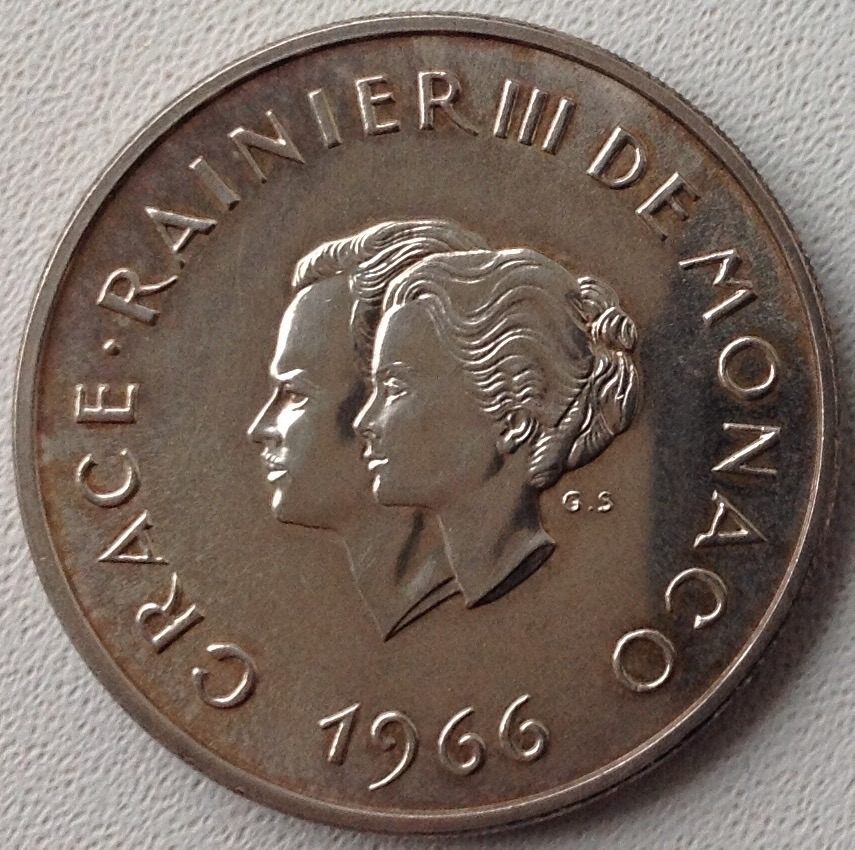 GRACE · RAINIER III DE MONACO
G.S
1966